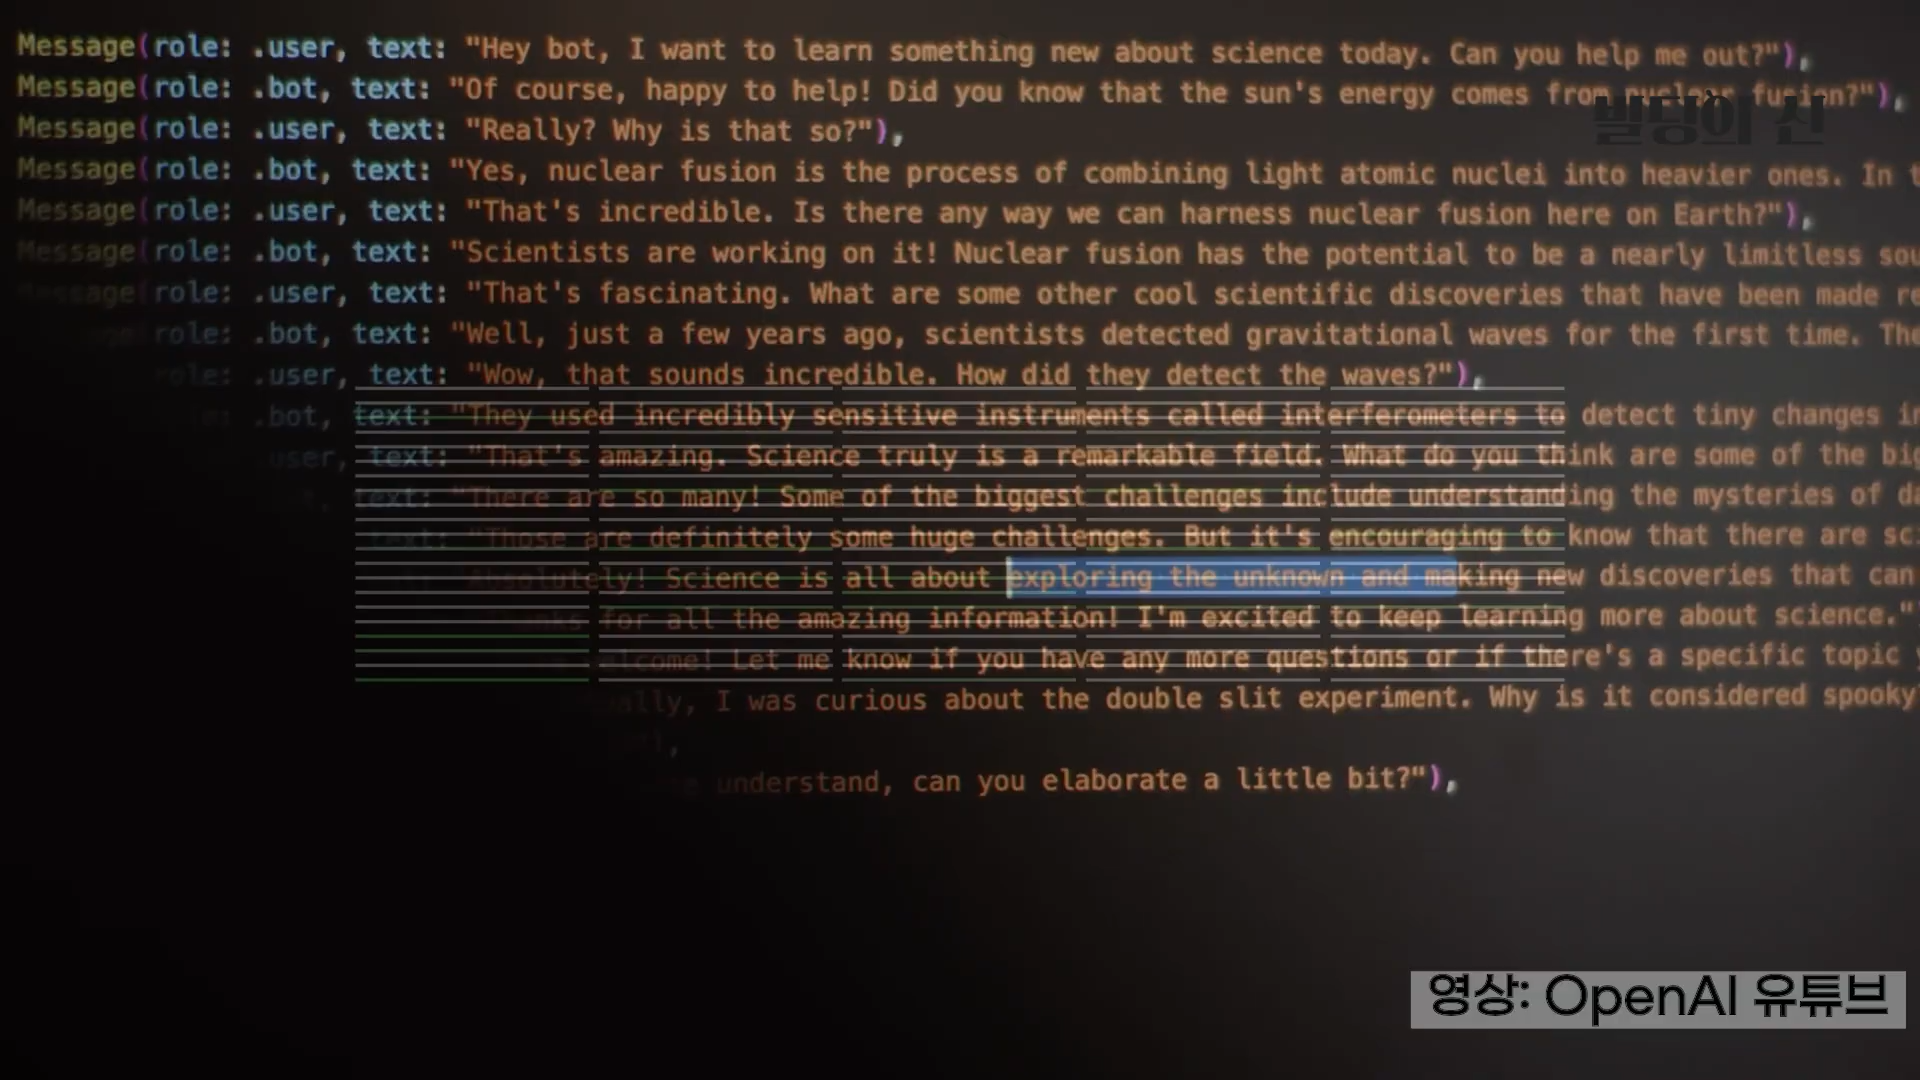 Message(role: .user, text: "Hey bot, I want to learn something new about science today. Can you help me out?"),
Message(role: .bot, text: "Of course, happy to help! Did you know that the sun's energy comes from nuclear fusion?"),
빌딩의 신
Message(role: .user, text: "Really? Why is that so?"),
Message(role: .bot, text: "Yes, nuclear fusion is the process of combining light atomic nuclei into heavier ones. In
Message(role: .user, text: "That's incredible. Is there any way we can harness nuclear fusion here on Earth?"),
Message(role: .bot, text: "Scientists are working on it! Nuclear fusion has the potential to be a nearly limitless
Message(role: .user, text: "That's fascinating. What are some other cool scientific discoveries that have been made
role: .bot, text: "Well, just a few years ago, scientists detected gravitational waves for the first time.
role: .user, text: "Wow, that sounds incredible. How did they detect the waves?"),
.bot, text: "They used incredibly sensitive instruments called interferometers to detect tiny changes
user, text: "That's amazing. Science truly is a remarkable field. What do you think are some of the
text: "There are so many! Some of the biggest challenges include understanding the mysteries of
"Those are definitely some huge challenges. But it's encouraging to know that there are
Absolutely! Science is all about exploring the unknown and making new discoveries that can
for all the amazing information! I'm excited to keep learning more about science."
Let me know if you have any more questions or if there's a specific topic
I was curious about the double slit experiment. Why is it considered spooky
understand, can you elaborate a little bit?"),
영상: OpenAI 유튜브